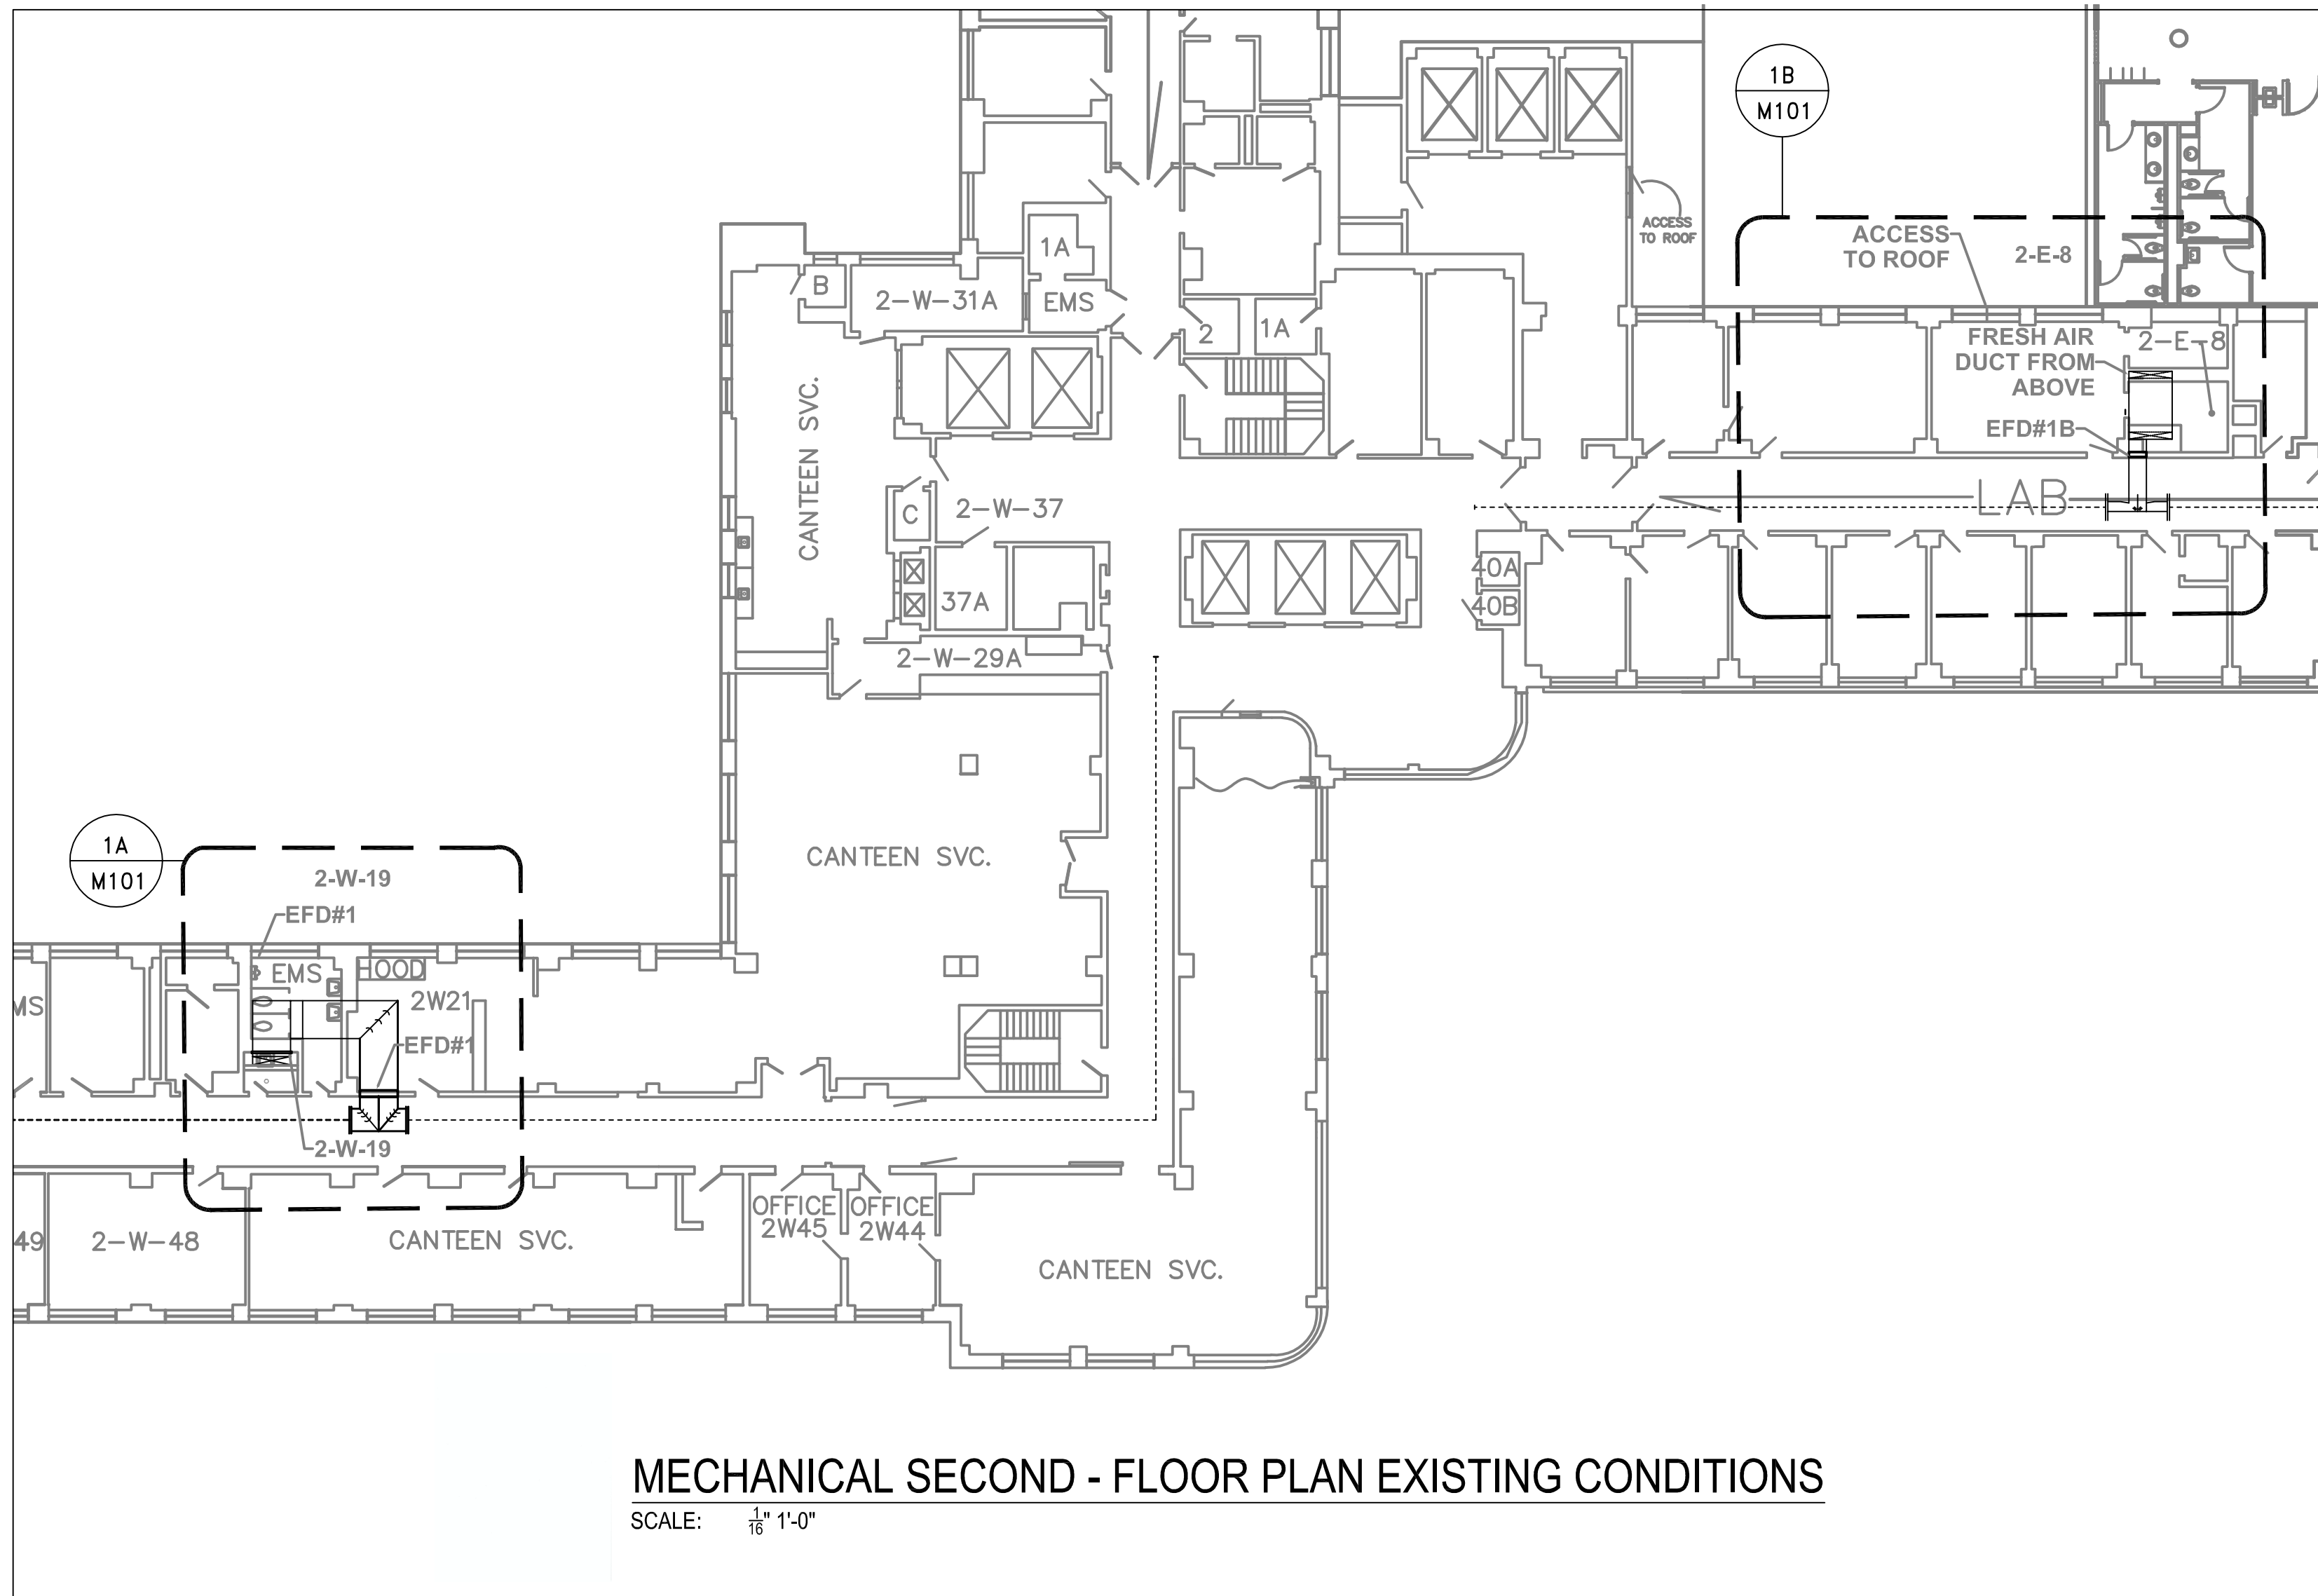 1B
M101
ACCESS
TO ROOF
ACCESS
TO ROOF
2-E-8
1A
B
2-W-31A
EMS
2
1A
FRESH AIR
DUCT FROM
ABOVE
2-E-8
EFD#1B
CANTEEN SVC.
C
2-W-37
LAB
40A
37A
40B
2-W-29A
1A
M101
CANTEEN SVC.
2-W-19
EFD#1
EMS
HOOD
MS
2W21
EFD#1
2-W-19
OFFICE
2W45
OFFICE
2W44
49
2-W-48
CANTEEN SVC.
CANTEEN SVC.
MECHANICAL SECOND - FLOOR PLAN EXISTING CONDITIONS
SCALE: 1/16" 1'-0"